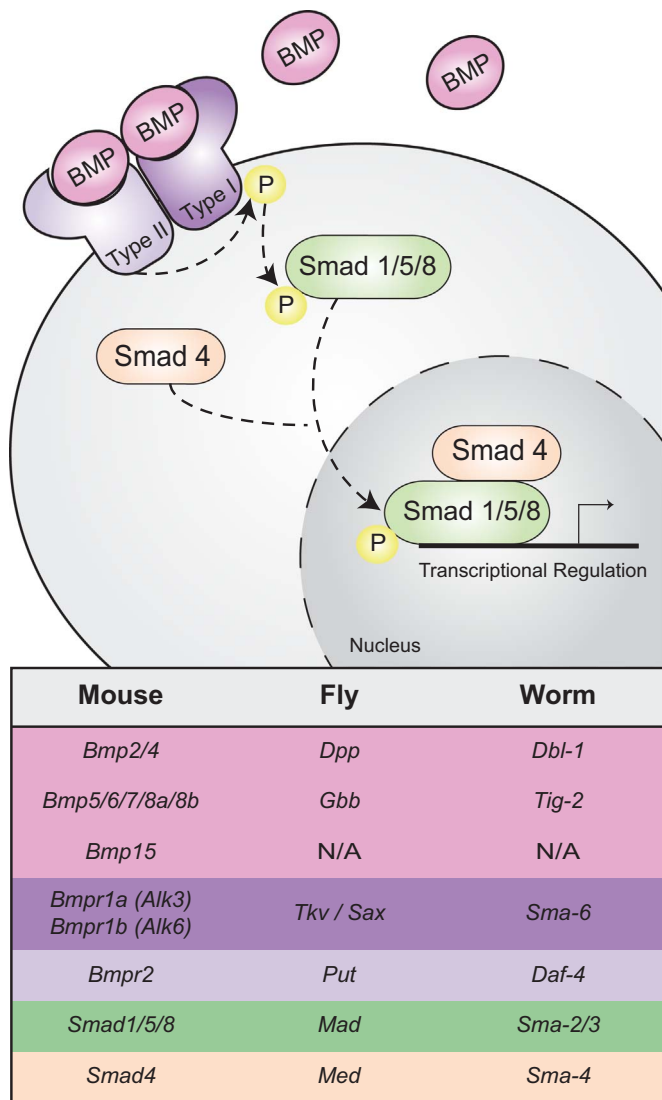 BMP
BMP
BMP
BMP
P
Type I
Type II
Smad 1/5/8
P
Smad 4
Smad 4
Smad 1/5/8
P
Transcriptional Regulation
Nucleus
Mouse Fly Worm
Bmp2/4 Dpp Dbl-1
Bmp5/6/7/8a/8b Gbb Tig-2
Bmp15 N/A N/A
Bmpr1a (Alk3)
Bmpr1b (Alk6) Tkv / Sax Sma-6
Bmpr2 Put Daf-4
Smad1/5/8 Mad Sma-2/3
Smad4 Med Sma-4